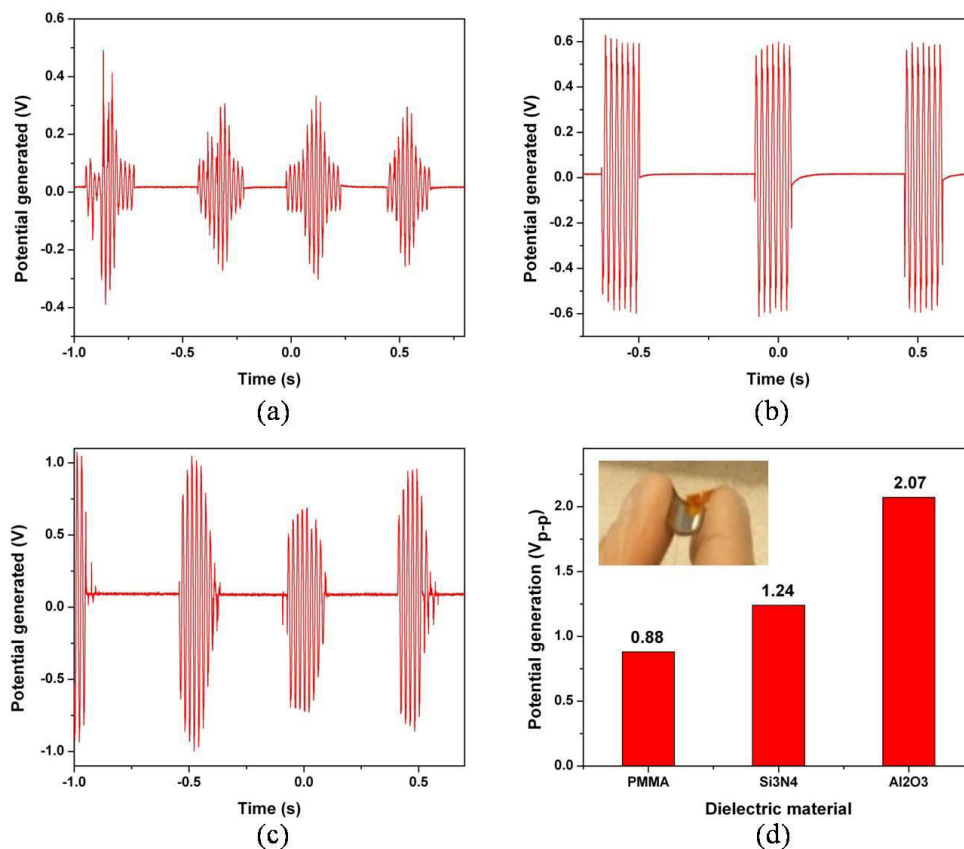 0.6
0.4
0.2
0.0
-0.2
-0.4
Potential generated (V)
-1.0 -0.5 0.0 0.5
Time (s)
(a)
0.6
0.4
0.2
0.0
-0.2
-0.4
-0.6
Potential generated (V)
-0.5 0.0 0.5
Time (s)
(b)
1.0
0.5
0.0
-0.5
-1.0
Potential generated (V)
-1.0 -0.5 0.0 0.5
Time (s)
(c)
2.0
1.5
1.0
0.5
0.0
Potential generation (Vp-p)
0.88
1.24
2.07
PMMA Si3N4 Al2O3
Dielectric material
(d)